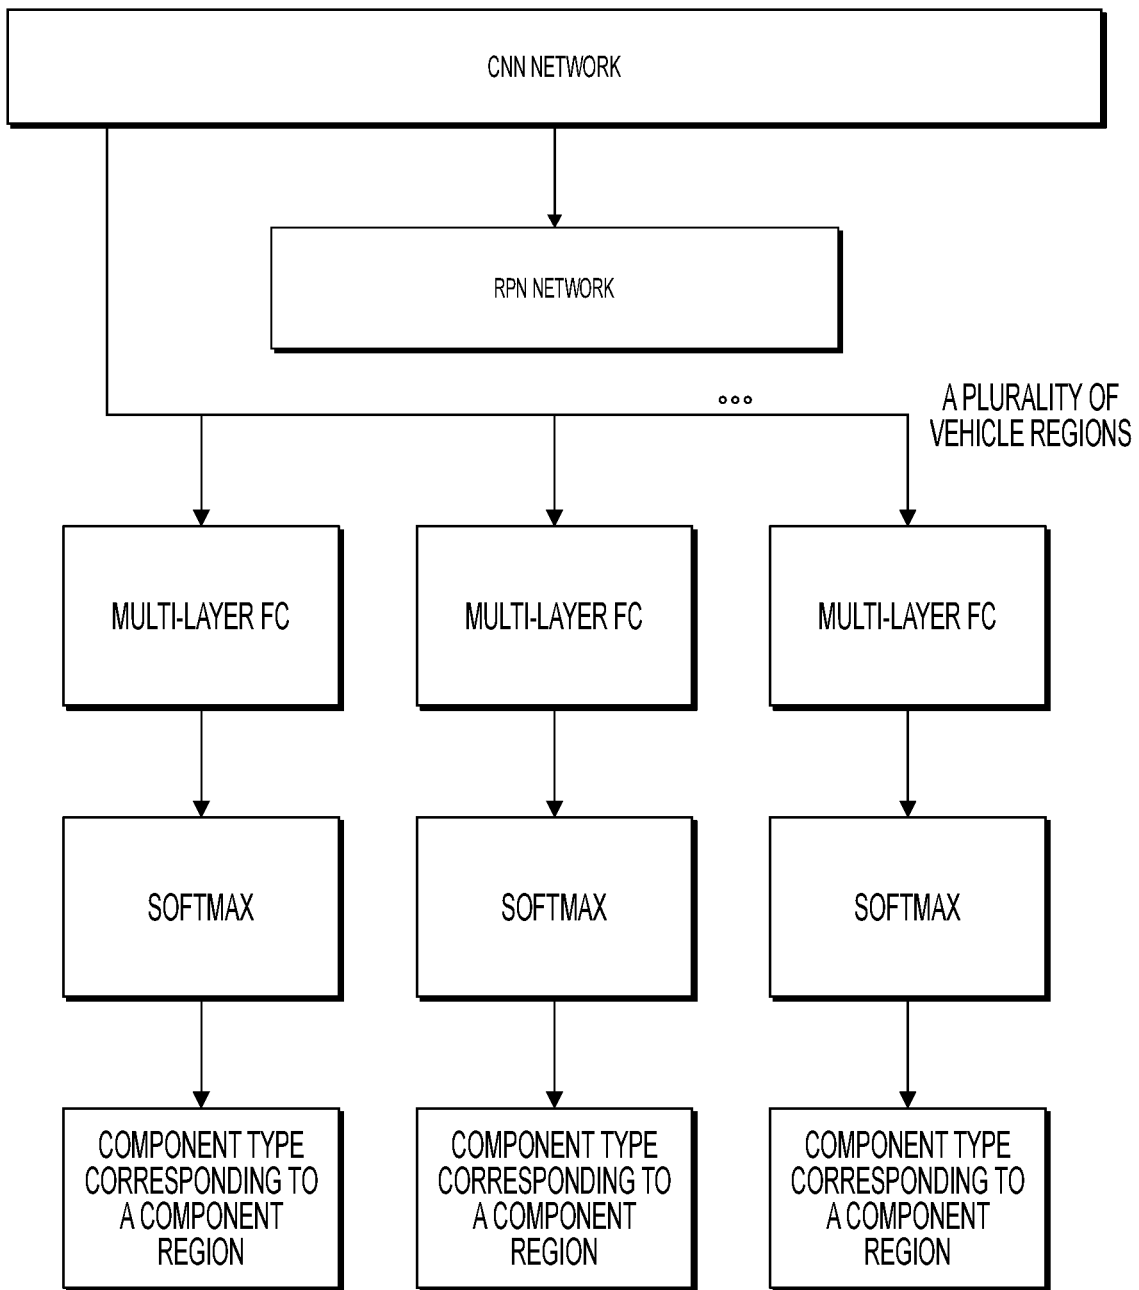 CNN NETWORK
RPN NETWORK
A PLURALITY OF
VEHICLE REGIONS
MULTI-LAYER FC
MULTI-LAYER FC
MULTI-LAYER FC
SOFTMAX
SOFTMAX
SOFTMAX
COMPONENT TYPE
CORRESPONDING TO
A COMPONENT
REGION
COMPONENT TYPE
CORRESPONDING TO
A COMPONENT
REGION
COMPONENT TYPE
CORRESPONDING TO
A COMPONENT
REGION